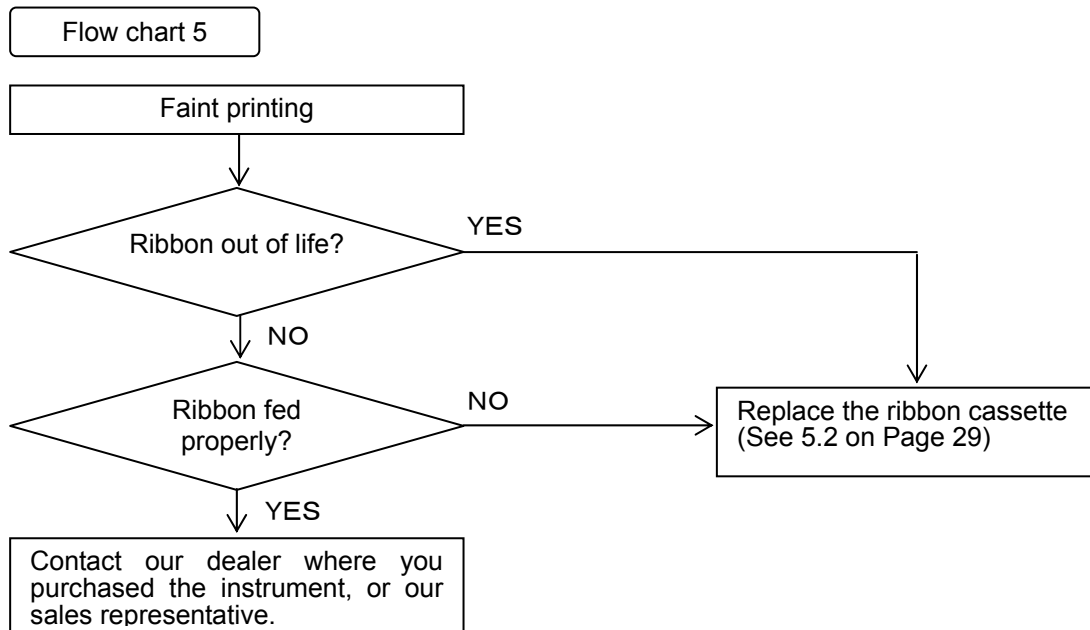 Flow chart 5
Faint printing
Ribbon out of life?
YES
NO
Ribbon fed
properly?
NO
Replace the ribbon cassette
(See 5.2 on Page 29)
YES
Contact our dealer where you
purchased the instrument, or our
sales representative.